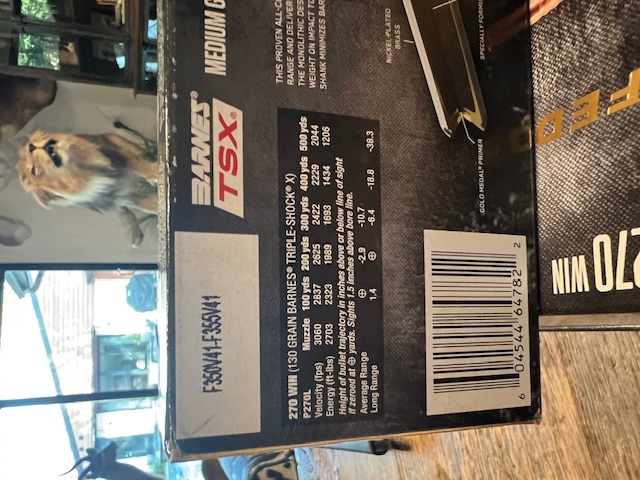 F350V41-F355V41
BARNES®
TSX®
MEDIUM G
270 WIN (130 GRAIN BARNES® TRIPLE-SHOCK® X)
P270L Muzzle 100 yds 200 yds 300 yds 400 yds 500 yds
Velocity (fps) 3060 2837 2625 2422 2229 2044
Energy (ft-lbs) 2703 2323 1989 1693 1434 1206
Height of bullet trajectory in inches above or below line of sight
if zeroed at ⊕ yards. Sights 1.5 inches above bore line.
Average Range ⊕ -2.9 -10.7
Long Range 1.4 ⊕ -6.4 -18.8 -38.3
THIS PROVEN ALL-C
RANGE AND DELIVER
THE MONOLITHIC DES
WEIGHT ON IMPACT TO
SHANK MINIMIZES BAR
NICKEL-PLATED
BRASS
GOLD MEDAL® PRIMER
SPECIALLY FORMU
6 04544 64782 2
270 WIN